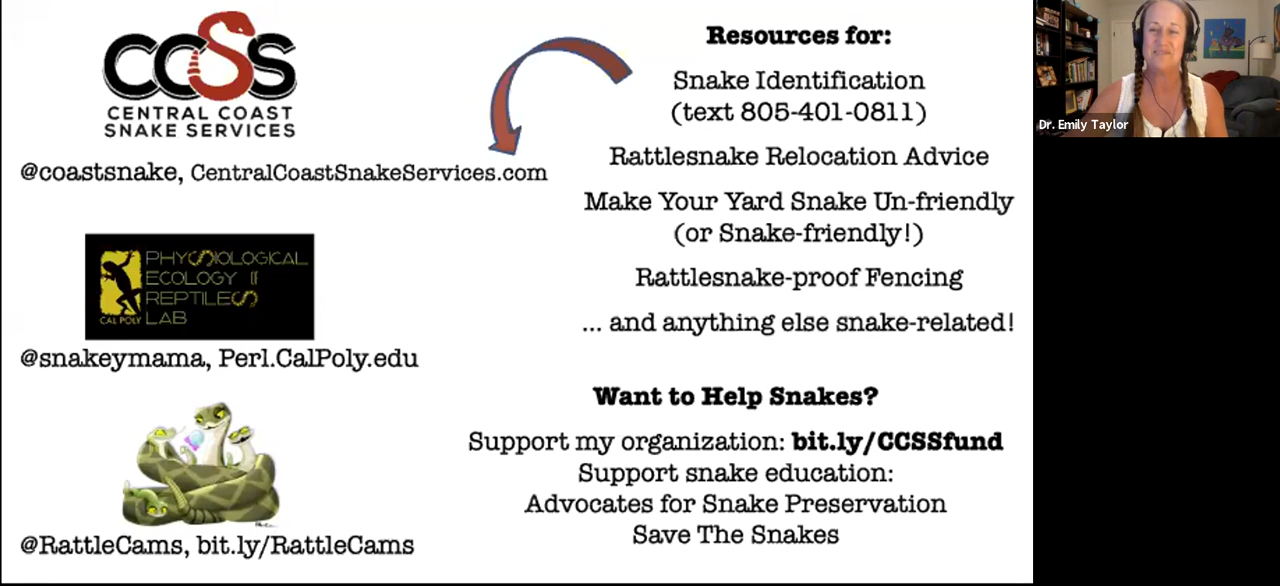 CCSS
CENTRAL COAST
SNAKE SERVICES
@coastsnake, CentralCoastSnakeServices.com
PHYSIOLOGICAL
ECOLOGY OF
REPTILES
LAB
CAL POLY
@snakeymama, Perl.CalPoly.edu
@RattleCams, bit.ly/RattleCams
Resources for:
Snake Identification
(text 805-401-0811)
Rattlesnake Relocation Advice
Make Your Yard Snake Un-friendly
(or Snake-friendly!)
Rattlesnake-proof Fencing
... and anything else snake-related!
Want to Help Snakes?
Support my organization: bit.ly/CCSSfund
Support snake education:
Advocates for Snake Preservation
Save The Snakes
Dr. Emily Taylor